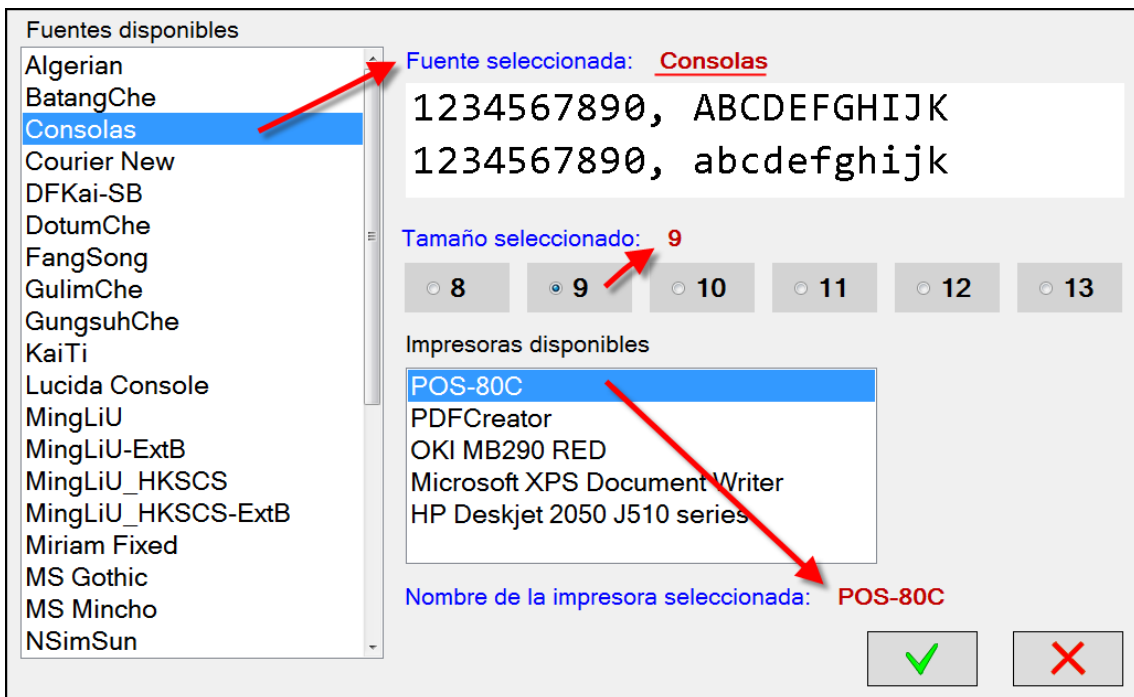 Fuentes disponibles
Algerian
BatangChe
Consolas
Courier New
DFKai-SB
DotumChe
FangSong
GulimChe
GungsuhChe
KaiTi
Lucida Console
MingLiU
MingLiU-ExtB
MingLiU_HKSCS
MingLiU_HKSCS-ExtB
Miriam Fixed
MS Gothic
MS Mincho
NSimSun
Fuente seleccionada: Consolas
1234567890, ABCDEFGHIJK
1234567890, abcdefghijk
Tamaño seleccionado: 9
8 9 10 11 12 13
Impresoras disponibles
POS-80C
PDFCreator
OKI MB290 RED
Microsoft XPS Document Writer
HP Deskjet 2050 J510 series
Nombre de la impresora seleccionada: POS-80C